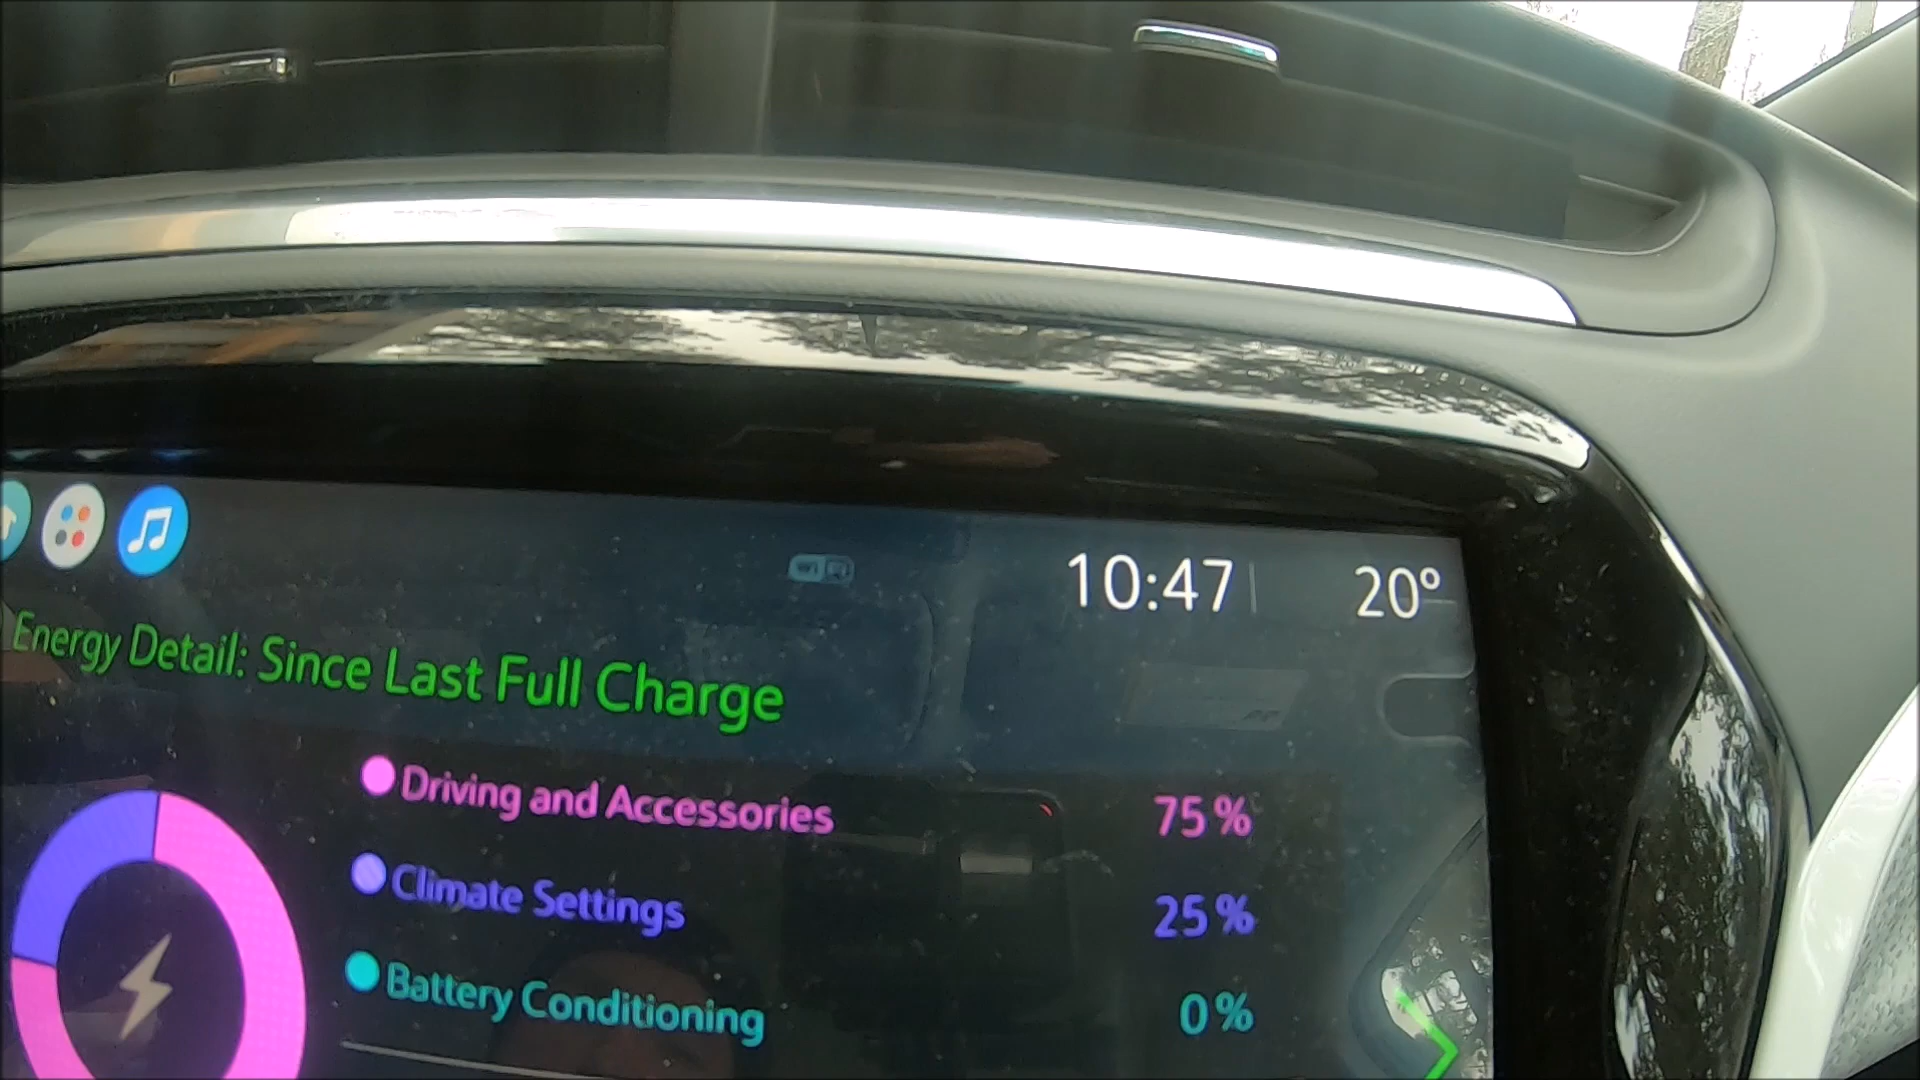 10:47 20°
Energy Detail: Since Last Full Charge
Driving and Accessories 75%
Climate Settings 25%
Battery Conditioning 0%